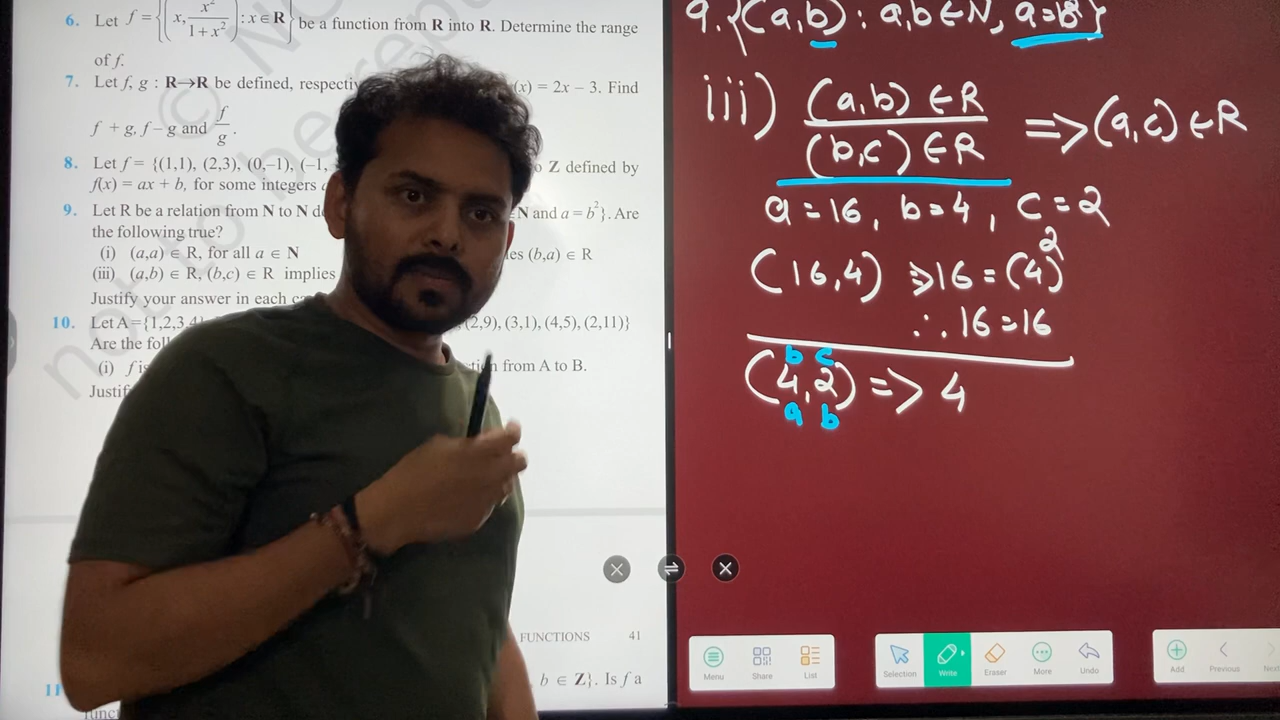 6. Let f = {(x, x²/1+x²) : x ∈ R} be a function from R into R. Determine the range
of f.
7. Let f, g : R→R be defined, respectiv (x) = 2x – 3. Find
f + g, f – g and f/g.
8. Let f = {(1,1), (2,3), (0,–1), (–1, Z defined by
f(x) = ax + b, for some integers
9. Let R be a relation from N to N de N and a = b²}. Are
the following true?
(i) (a,a) ∈ R, for all a ∈ N es (b,a) ∈ R
(iii) (a,b) ∈ R, (b,c) ∈ R implies
Justify your answer in each c
10. Let A = {1,2,3,4} (2,9), (3,1), (4,5), (2,11)}
Are the foll
(i) f is from A to B.
Justif
FUNCTIONS 41
11 b ∈ Z}. Is f a
funct
9. {(a,b) : a,b ∈ N, a=b²}
iii) (a,b) ∈ R
(b,c) ∈ R => (a,c) ∈ R
a = 16, b = 4, c = 2
(16,4) => 16 = (4)²
∴ 16 = 16
b c
(4,2) => 4
a b
Menu Share List Selection Write Eraser More Undo Add Previous Next